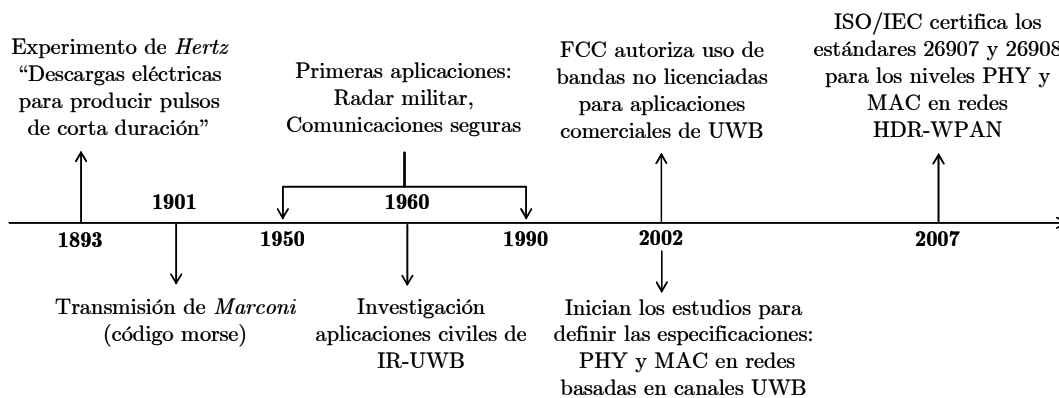 Experimento de Hertz
“Descargas eléctricas
para producir pulsos
de corta duración”
Primeras aplicaciones:
Radar militar,
Comunicaciones seguras
FCC autoriza uso de
bandas no licenciadas
para aplicaciones
comerciales de UWB
ISO/IEC certifica los
estándares 26907 y 26908
para los niveles PHY y
MAC en redes
HDR-WPAN
1901
1960
1893
1950
1990
2002
2007
Transmisión de Marconi
(código morse)
Investigación
aplicaciones civiles de
IR-UWB
Inician los estudios para
definir las especificaciones:
PHY y MAC en redes
basadas en canales UWB